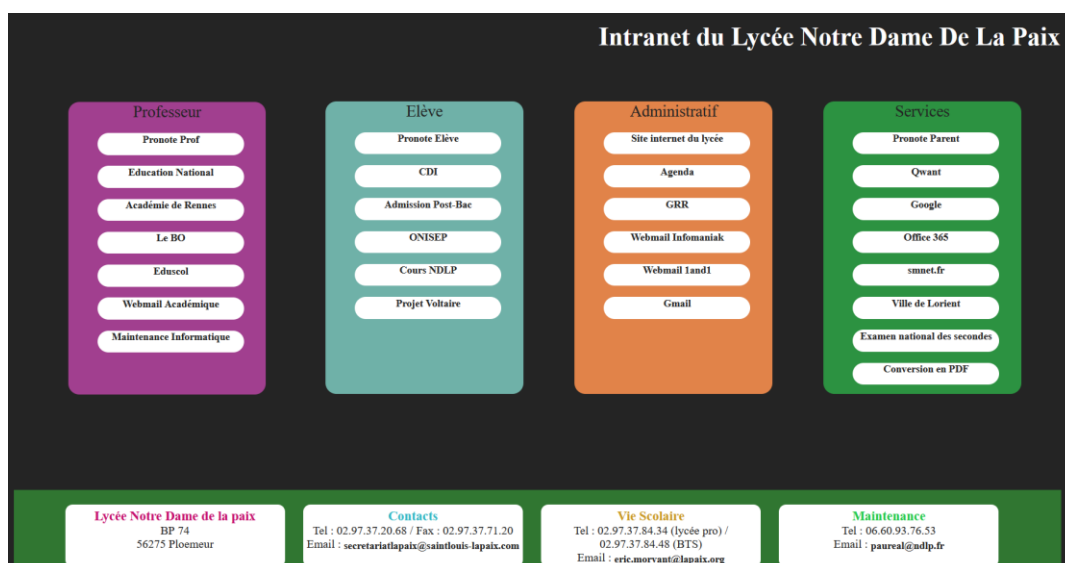 Intranet du Lycée Notre Dame De La Paix
Professeur
Pronote Prof
Education National
Académie de Rennes
Le BO
Eduscol
Webmail Académique
Maintenance Informatique
Elève
Pronote Elève
CDI
Admission Post-Bac
ONISEP
Cours NDLP
Projet Voltaire
Administratif
Site internet du lycée
Agenda
GRR
Webmail Infomaniak
Webmail 1and1
Gmail
Services
Pronote Parent
Qwant
Google
Office 365
smnet.fr
Ville de Lorient
Examen national des secondes
Conversion en PDF
Lycée Notre Dame de la paix
BP 74
56275 Ploemeur
Contacts
Tel : 02.97.37.20.68 / Fax : 02.97.37.71.20
Email : secretariatlapaix@saintlouis-lapaix.com
Vie Scolaire
Tel : 02.97.37.84.34 (lycée pro) /
02.97.37.84.48 (BTS)
Email : eric.morvant@lapaix.org
Maintenance
Tel : 06.60.93.76.53
Email : paureal@ndlp.fr